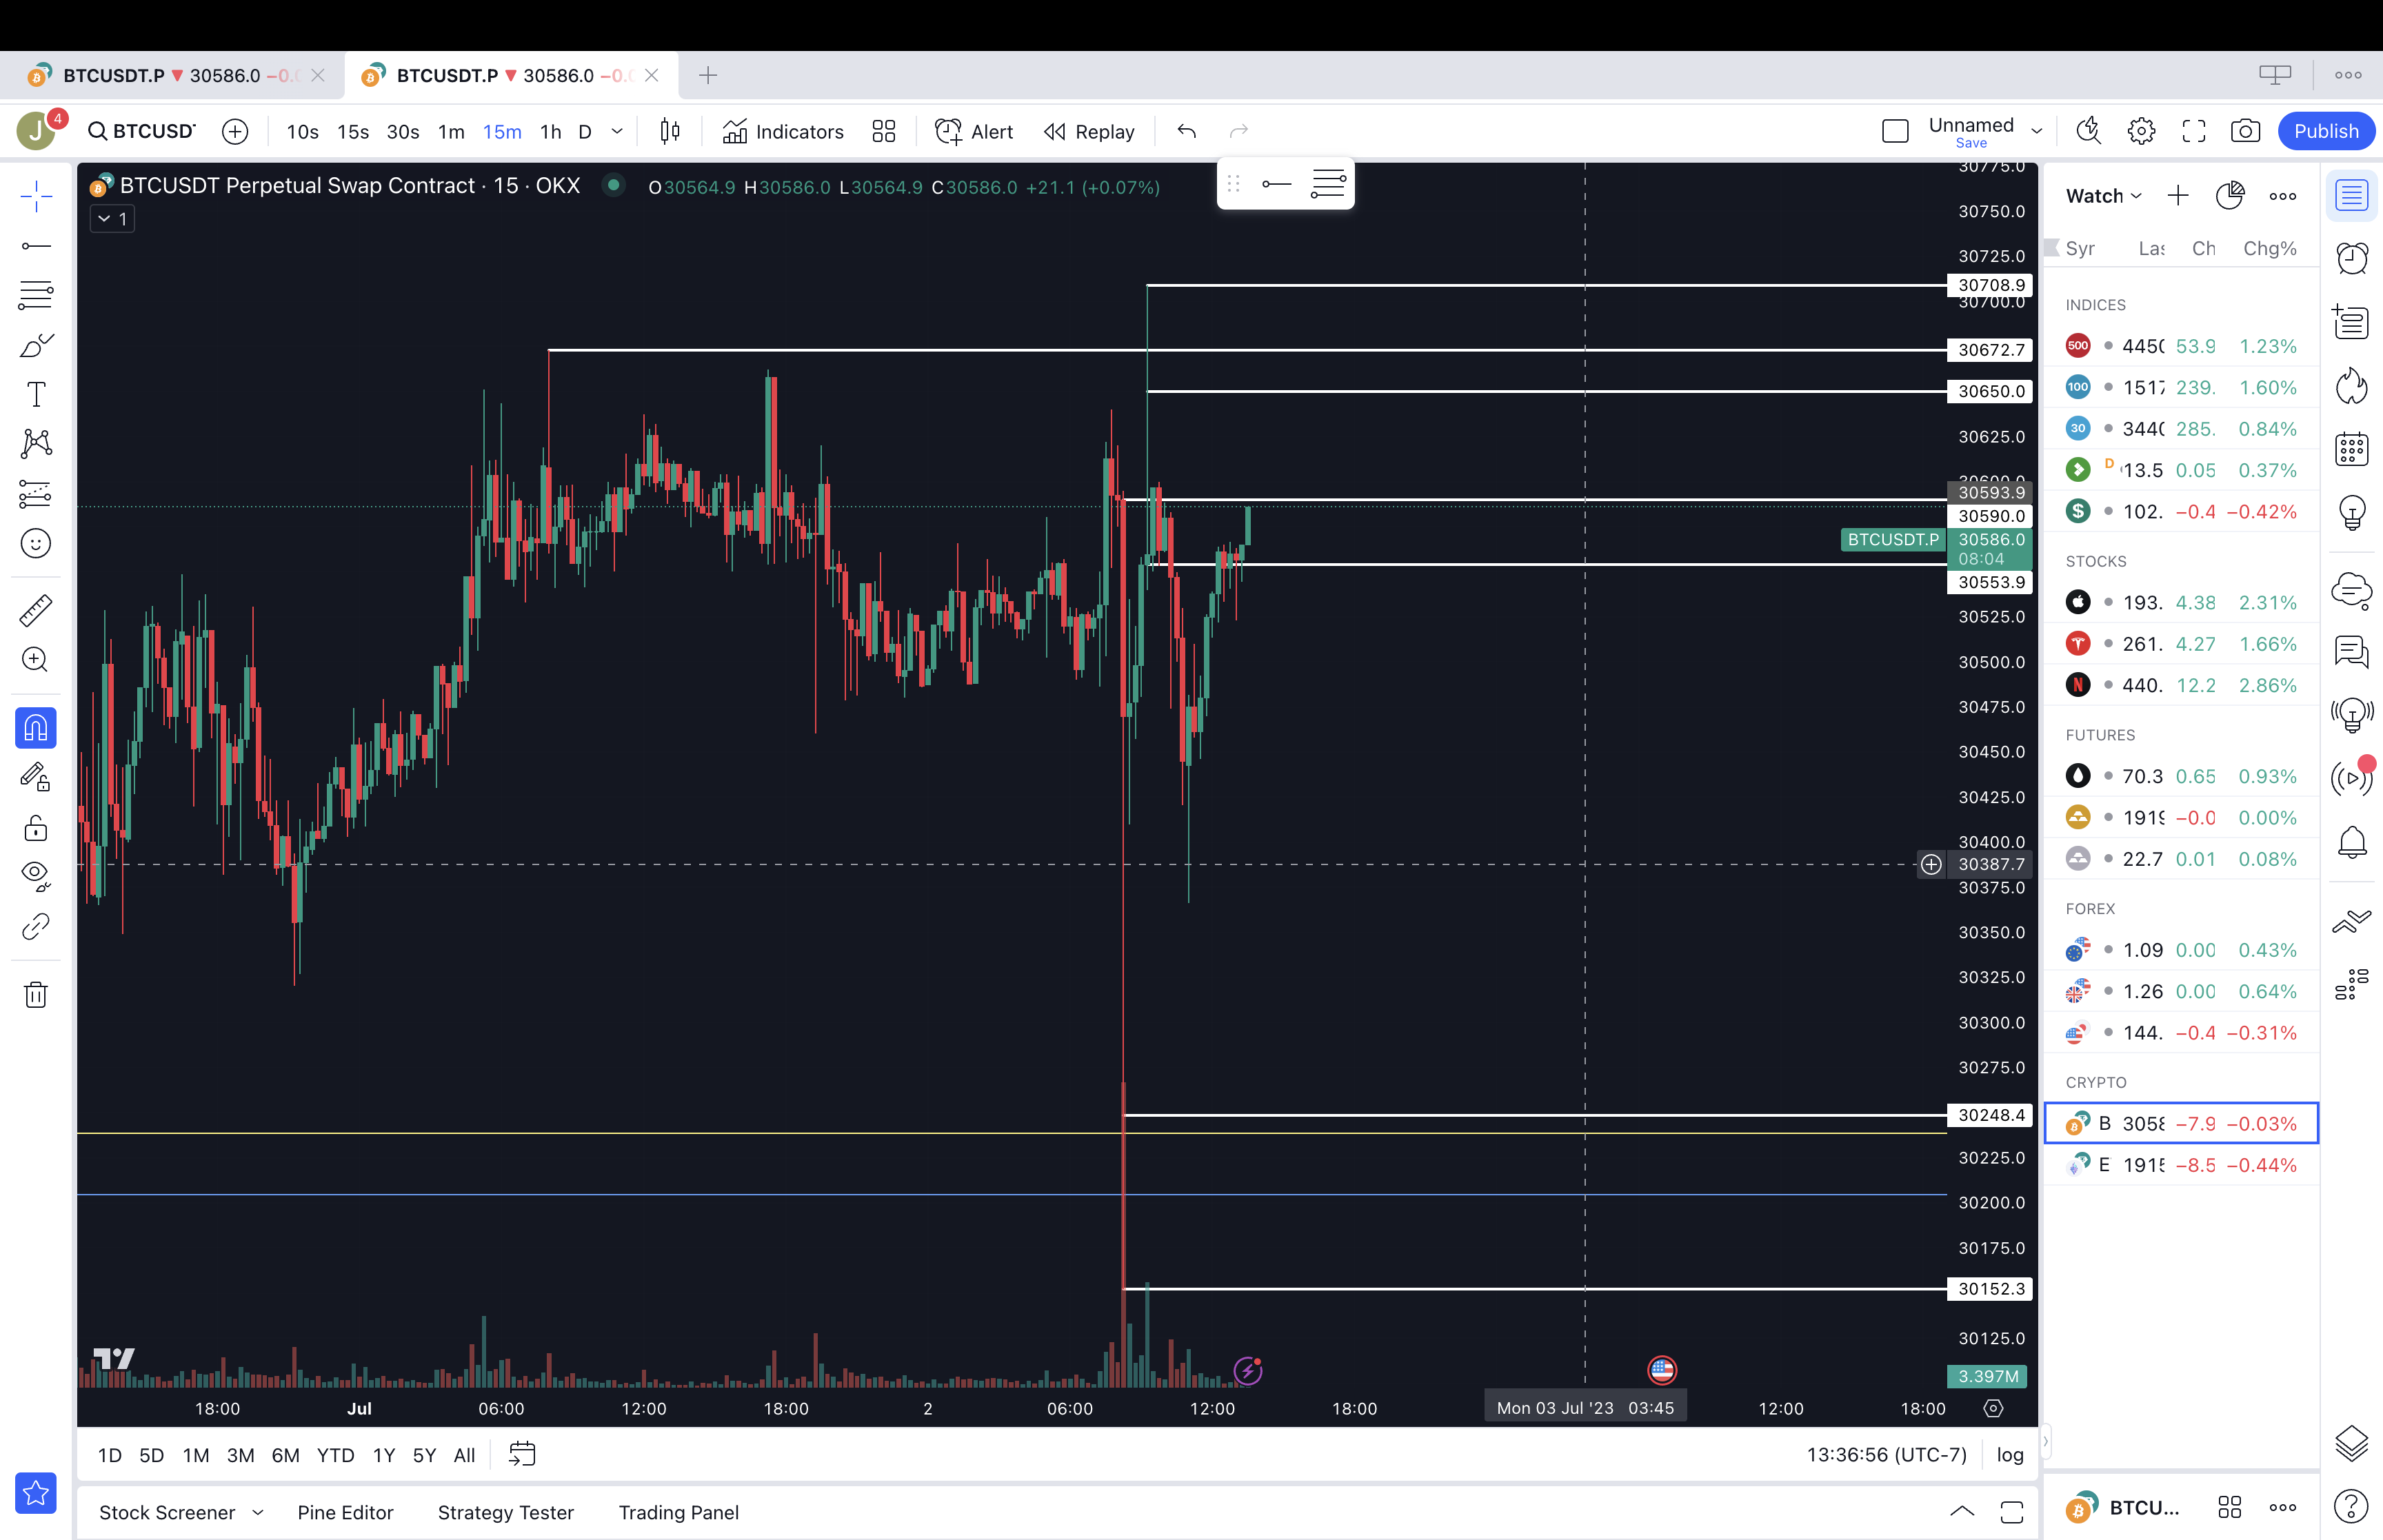 BTCUSDT.P 30586.0 −0.0
BTCUSDT.P 30586.0 −0.0
J 4 BTCUSD 10s 15s 30s 1m 15m 1h D Indicators Alert Replay Unnamed Save Publish
BTCUSDT Perpetual Swap Contract · 15 · OKX O30564.9 H30586.0 L30564.9 C30586.0 +21.1 (+0.07%)
1
30775.0
30750.0
30725.0
30708.9
30700.0
30672.7
30650.0
30625.0
30600.0
30593.9
30590.0
BTCUSDT.P 30586.0
08:04
30553.9
30525.0
30500.0
30475.0
30450.0
30425.0
30400.0
30387.7
30375.0
30350.0
30325.0
30300.0
30275.0
30248.4
30225.0
30200.0
30175.0
30152.3
30125.0
3.397M
18:00 Jul 06:00 12:00 18:00 2 06:00 12:00 18:00 Mon 03 Jul '23 03:45 12:00 18:00
1D 5D 1M 3M 6M YTD 1Y 5Y All 13:36:56 (UTC-7) log
Stock Screener Pine Editor Strategy Tester Trading Panel
Watch
Chg%
INDICES
500 53.9 1.23%
100 239. 1.60%
30 285. 0.84%
D 13.5 0.05 0.37%
$ 102. −0.4 −0.42%
STOCKS
193. 4.38 2.31%
261. 4.27 1.66%
N 440. 12.2 2.86%
FUTURES
70.3 0.65 0.93%
1919 −0.0 0.00%
22.7 0.01 0.08%
FOREX
1.09 0.00 0.43%
1.26 0.00 0.64%
144. −0.4 −0.31%
CRYPTO
B 3058 −7.9 −0.03%
E 1915 −8.5 −0.44%
BTCU...